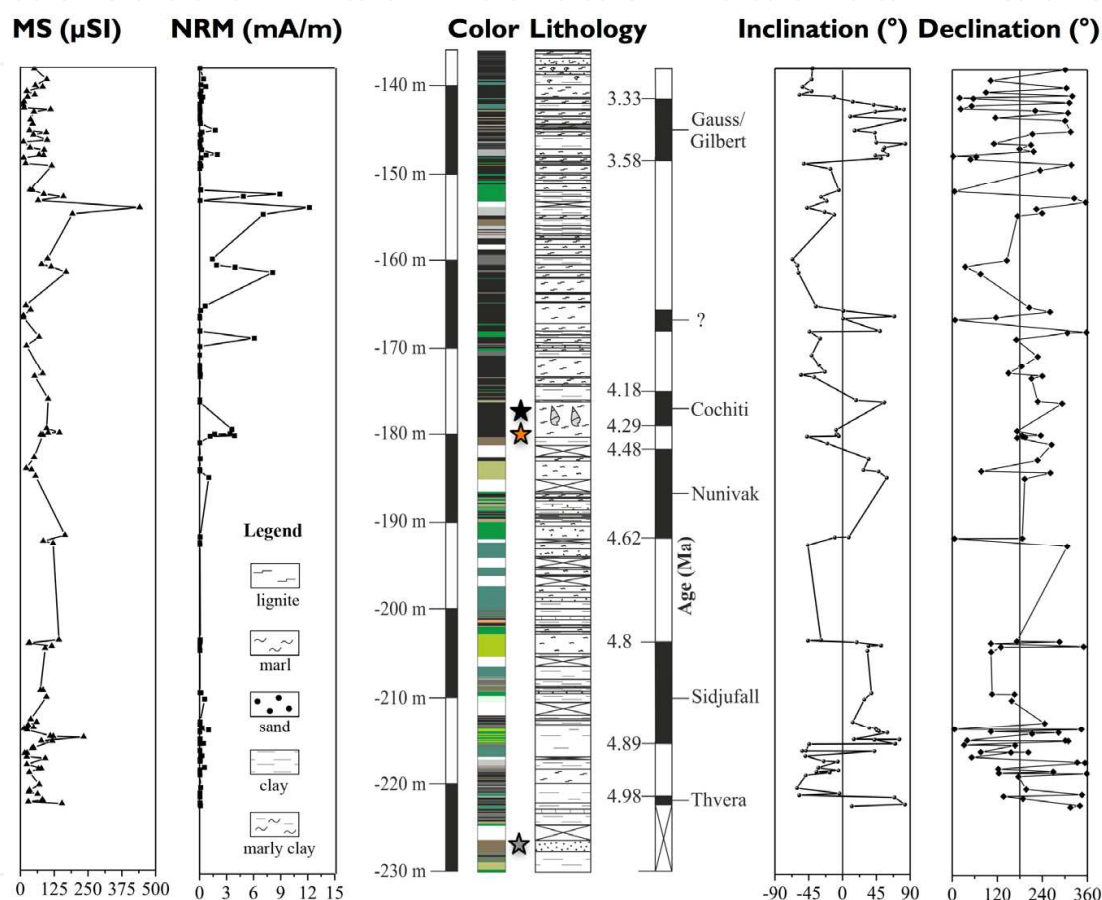 MS (µSI) NRM (mA/m) Color Lithology Inclination (°) Declination (°)
-140 m
-150 m
-160 m
-170 m
-180 m
-190 m
-200 m
-210 m
-220 m
-230 m
3.33
Gauss/
Gilbert
3.58
?
4.18
Cochiti
4.29
4.48
Nunivak
4.62
Age (Ma)
4.8
Sidjufall
4.89
4.98
Thvera
Legend
lignite
marl
sand
clay
marly clay
0 125 250 375 500
0 3 6 9 12 15
-90 -45 0 45 90
0 120 240 360